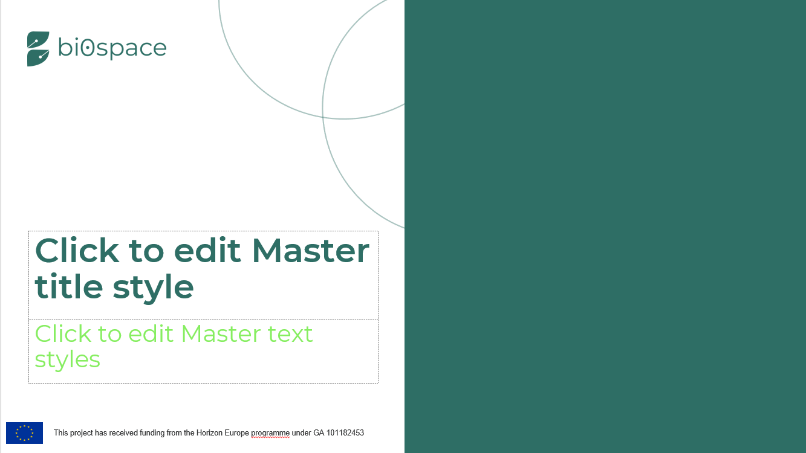 bi0space
Click to edit Master
title style
Click to edit Master text
styles
This project has received funding from the Horizon Europe programme under GA 101182453